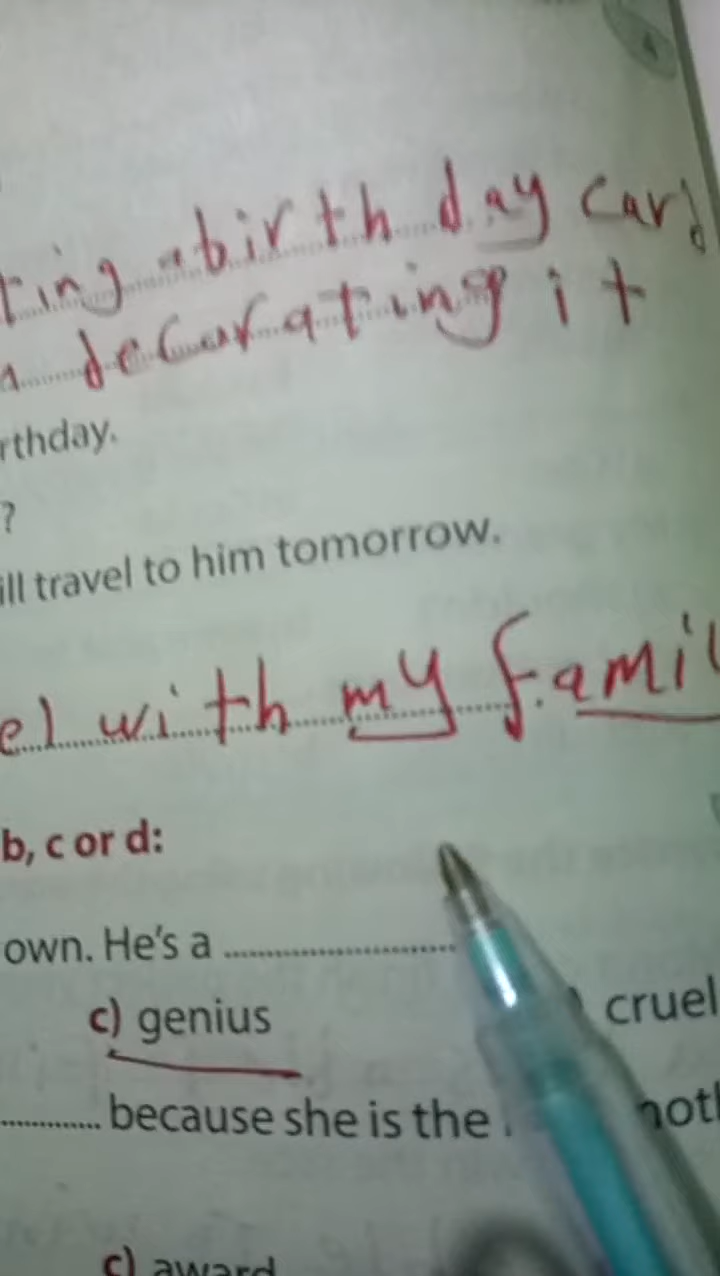 ting a birth day card
n decorating it
rthday.
?
ill travel to him tomorrow.
el with my famil
b, c or d:
own. He's a ........................
c) genius cruel
............ because she is the
c) award